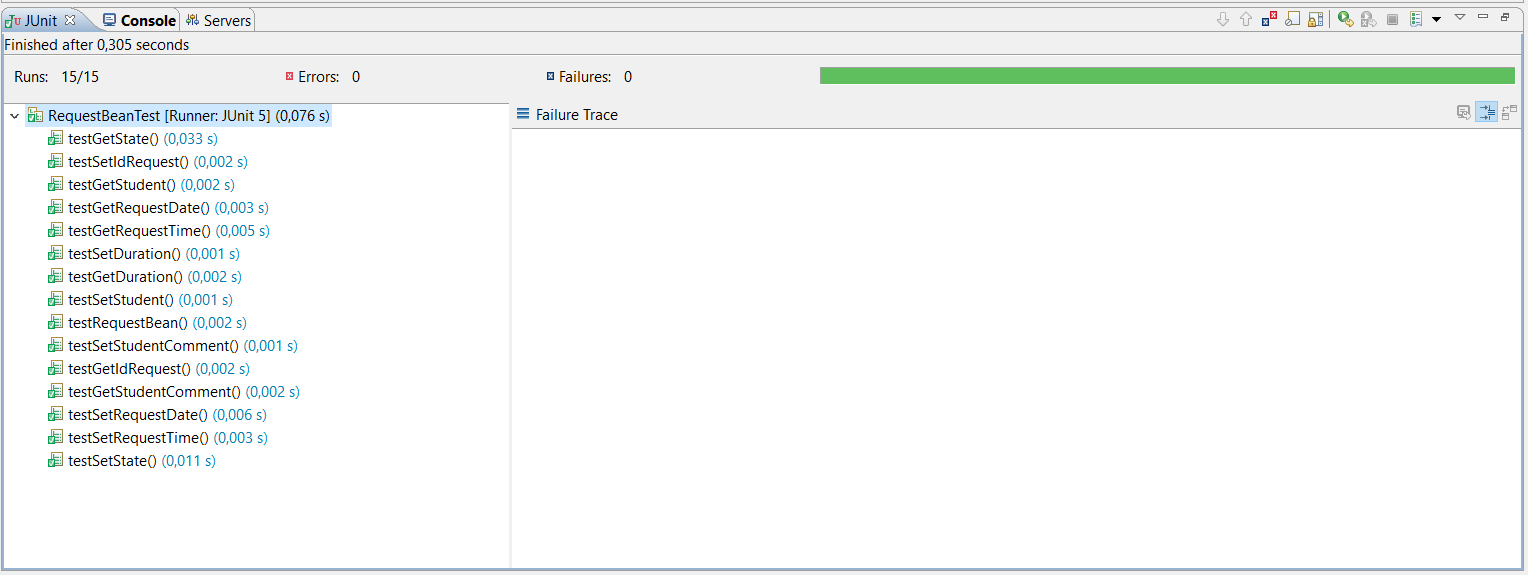 JUnit Console Servers
Finished after 0,305 seconds
Runs: 15/15 Errors: 0 Failures: 0
RequestBeanTest [Runner: JUnit 5] (0,076 s)
Failure Trace
testGetState() (0,033 s)
testSetIdRequest() (0,002 s)
testGetStudent() (0,002 s)
testGetRequestDate() (0,003 s)
testGetRequestTime() (0,005 s)
testSetDuration() (0,001 s)
testGetDuration() (0,002 s)
testSetStudent() (0,001 s)
testRequestBean() (0,002 s)
testSetStudentComment() (0,001 s)
testGetIdRequest() (0,002 s)
testGetStudentComment() (0,002 s)
testSetRequestDate() (0,006 s)
testSetRequestTime() (0,003 s)
testSetState() (0,011 s)